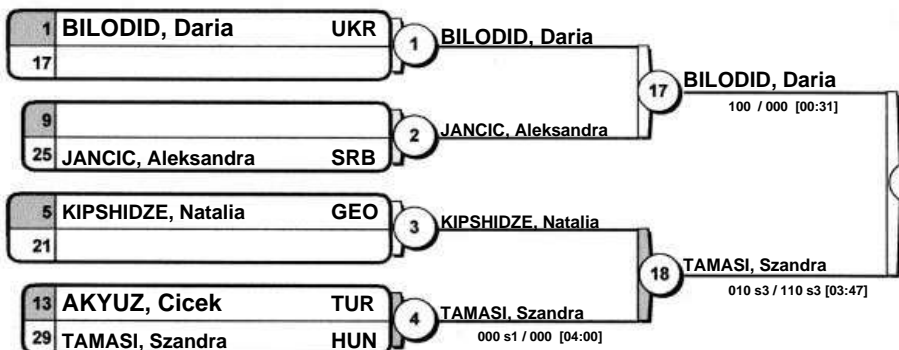 1 BILODID, Daria UKR
17
1
BILODID, Daria
9
25 JANCIC, Aleksandra SRB
2
JANCIC, Aleksandra
17
BILODID, Daria
100 / 000 [00:31]
5 KIPSHIDZE, Natalia GEO
21
3
KIPSHIDZE, Natalia
13 AKYUZ, Cicek TUR
29 TAMASI, Szandra HUN
4
TAMASI, Szandra
000 s1 / 000 [04:00]
18
TAMASI, Szandra
010 s3 / 110 s3 [03:47]